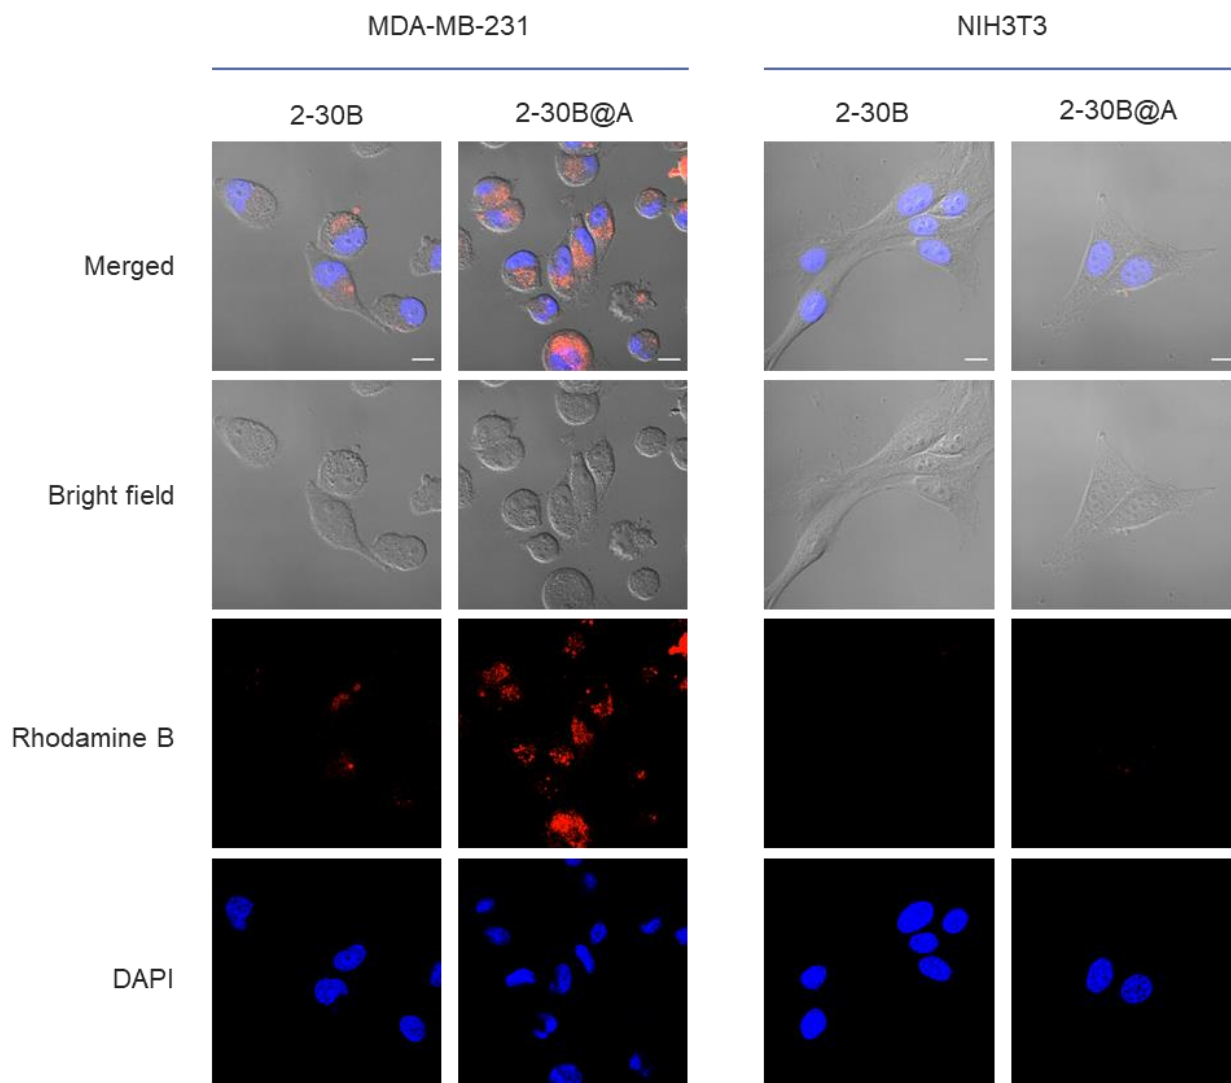 MDA-MB-231 NIH3T3
2-30B 2-30B@A 2-30B 2-30B@A
Merged
Bright field
Rhodamine B
DAPI